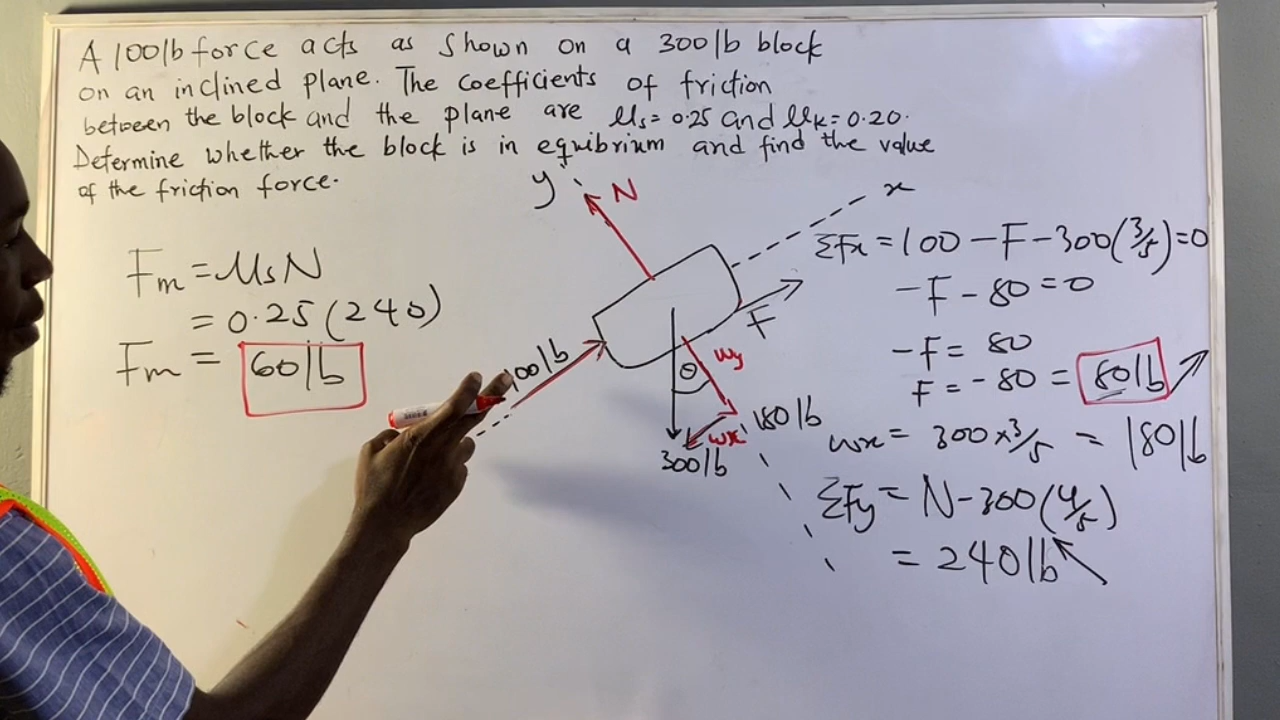 A 100lb force acts as shown on a 300lb block
on an inclined plane. The coefficients of friction
between the block and the plane are μs = 0.25 and μk = 0.20.
Determine whether the block is in equibrium and find the value
of the friction force.
y
N
x
Fm = μsN
= 0.25(240)
Fm = 60lb
100lb
F
θ
wy
wx
180lb
300lb
ΣFx = 100 - F - 300(3/5) = 0
-F - 80 = 0
-F = 80
F = -80 = 80lb
wx = 300 x 3/5 = 180lb
ΣFy = N - 300(4/5)
= 240lb